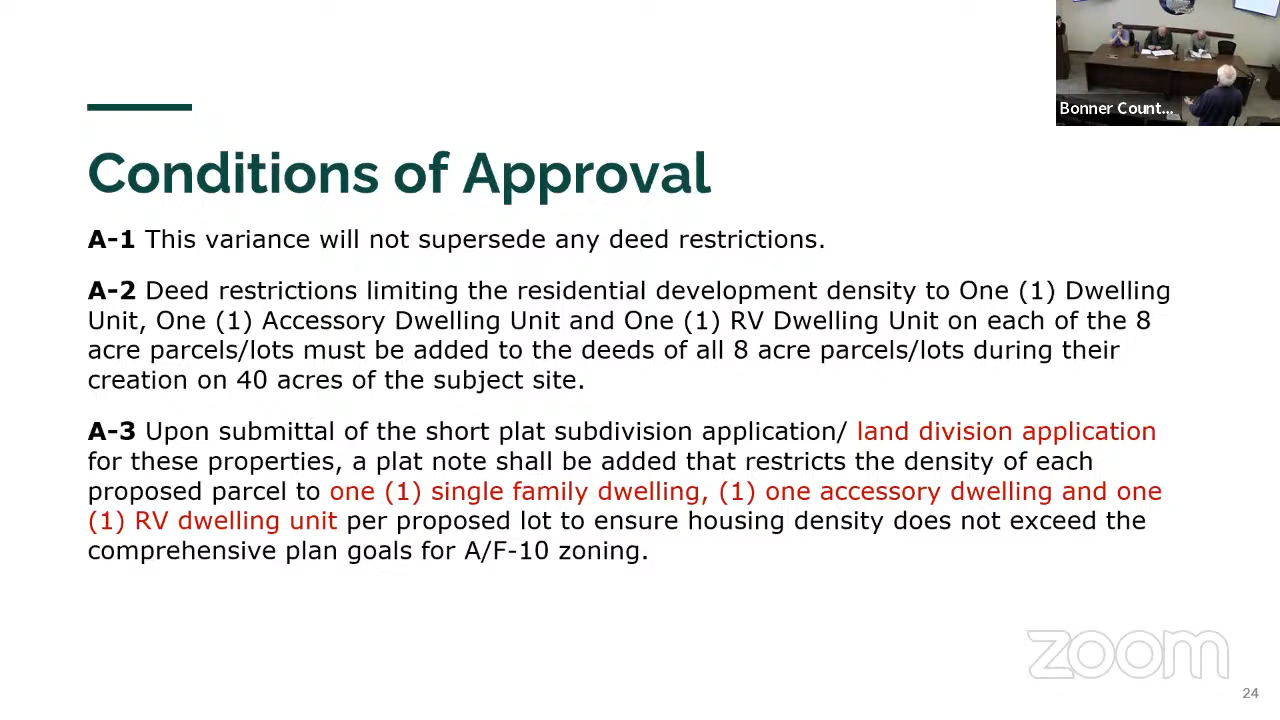 Bonner Count...
Conditions of Approval
A-1 This variance will not supersede any deed restrictions.
A-2 Deed restrictions limiting the residential development density to One (1) Dwelling
Unit, One (1) Accessory Dwelling Unit and One (1) RV Dwelling Unit on each of the 8
acre parcels/lots must be added to the deeds of all 8 acre parcels/lots during their
creation on 40 acres of the subject site.
A-3 Upon submittal of the short plat subdivision application/ land division application
for these properties, a plat note shall be added that restricts the density of each
proposed parcel to one (1) single family dwelling, (1) one accessory dwelling and one
(1) RV dwelling unit per proposed lot to ensure housing density does not exceed the
comprehensive plan goals for A/F-10 zoning.
zoom
24